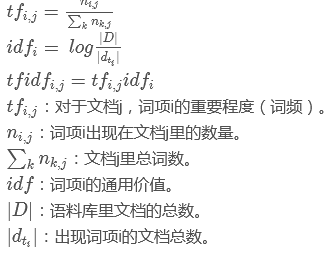 tf_{i,j} = \frac{n_{i,j}}{\sum_k n_{k,j}}
idf_i = log\frac{|D|}{|d_{t_i}|}
tfidf_{i,j} = tf_{i,j}idf_i
tf_{i,j}：对于文档j，词项i的重要程度（词频）。
n_{i,j}：词项i出现在文档j里的数量。
\sum_k n_{k,j}：文档j里总词数。
idf：词项i的通用价值。
|D|：语料库里文档的总数。
|d_{t_i}|：出现词项i的文档总数。